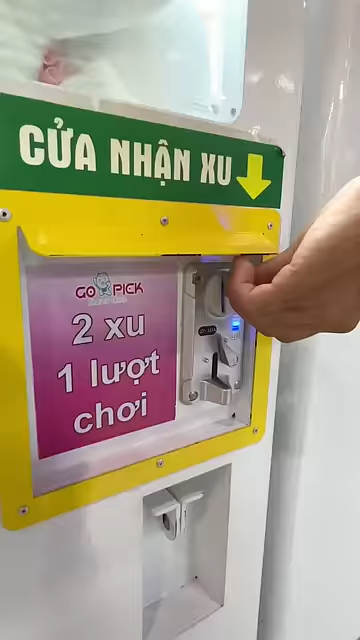 CỬA NHẬN XU
GO PICK
2 xu
1 lượt
chơi